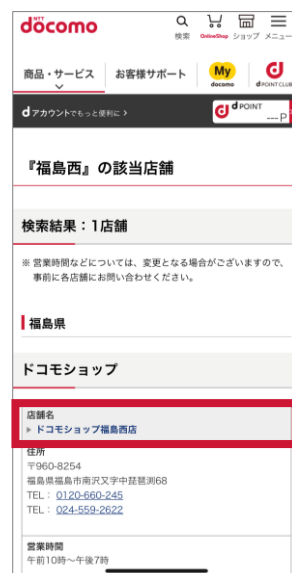 NTT
döcomo
検索
OnlineShop
ショップ
メニュー
商品・サービス
お客様サポート
My
docomo
d POINT CLUB
dアカウントでもっと便利に >
d POINT
---P
『福島西』の該当店舗
検索結果：1店舗
※ 営業時間などについては、変更となる場合がございますので、
事前に各店舗にお問い合わせください。
福島県
ドコモショップ
店舗名
ドコモショップ福島西店
住所
〒960-8254
福島県福島市南沢又字中琵琶渕68
TEL： 0120-660-245
TEL： 024-559-2622
営業時間
午前10時～午後7時